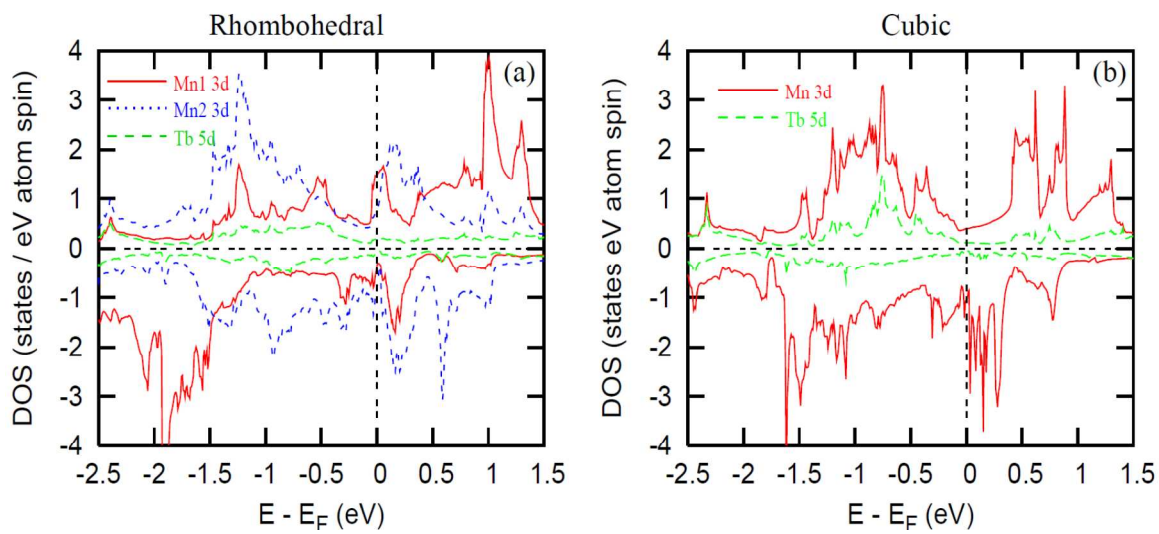 Rhombohedral
Cubic
DOS (states / eV atom spin)
4
3
2
1
0
-1
-2
-3
-4
Mn1 3d
Mn2 3d
Tb 5d
(a)
-2.5 -2 -1.5 -1 -0.5 0 0.5 1 1.5
E - E_F (eV)
DOS (states eV atom spin)
4
3
2
1
0
-1
-2
-3
-4
Mn 3d
Tb 5d
(b)
-2.5 -2 -1.5 -1 -0.5 0 0.5 1 1.5
E - E_F (eV)